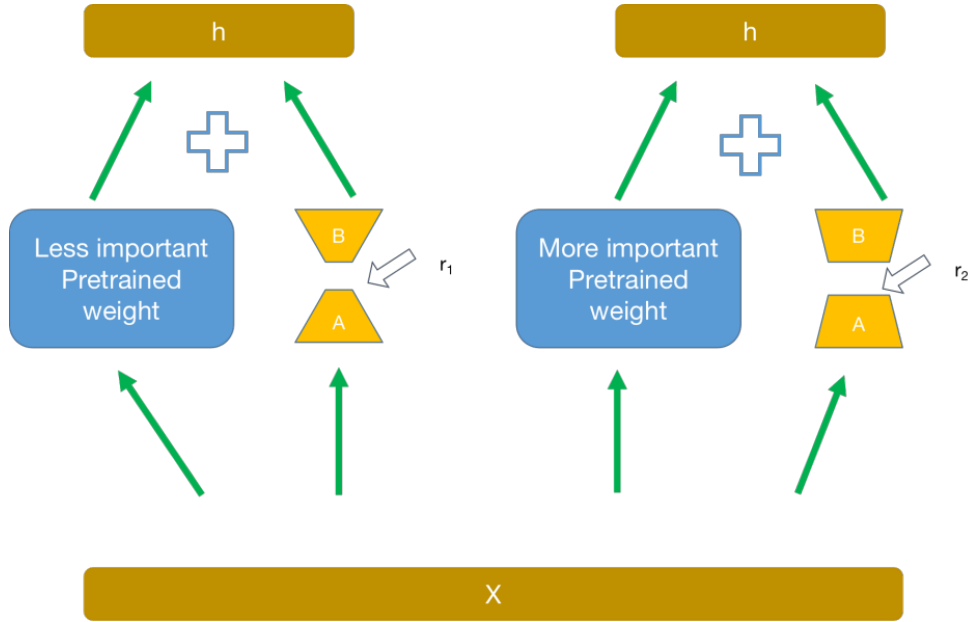 h
h
Less important
Pretrained
weight
B
A
r₁
More important
Pretrained
weight
B
A
r₂
X